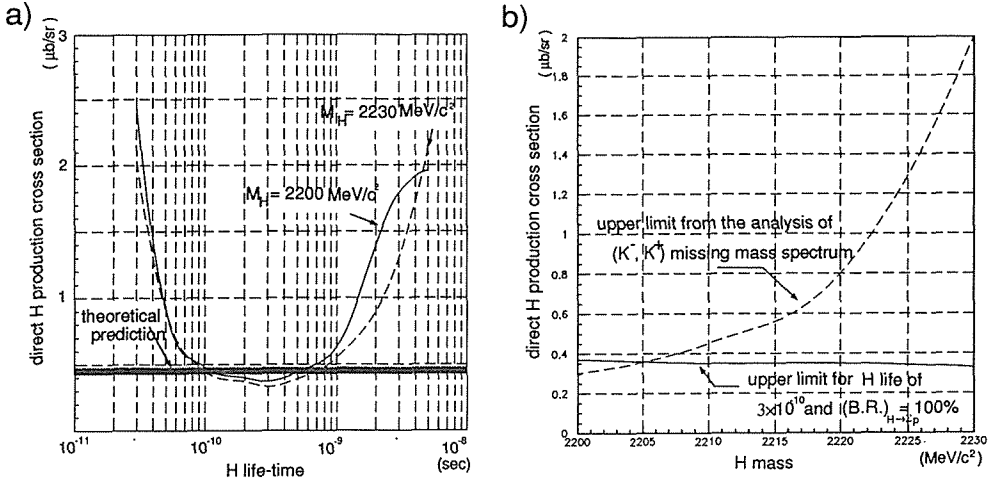 a)
(μb/sr)
direct H production cross section
3
2
1
M_H = 2230 MeV/c²
M_H = 2200 MeV/c²
theoretical
prediction
10⁻¹¹ 10⁻¹⁰ 10⁻⁹ 10⁻⁸
H life-time (sec)
b)
(μb/sr)
direct H production cross section
2
1.8
1.6
1.4
1.2
1
0.8
0.6
0.4
0.2
0
upper limit from the analysis of
(K⁻, K⁺) missing mass spectrum
upper limit for H life of
3×10¹⁰ and (B.R.)H→Σp = 100%
2200 2205 2210 2215 2220 2225 2230
H mass (MeV/c²)